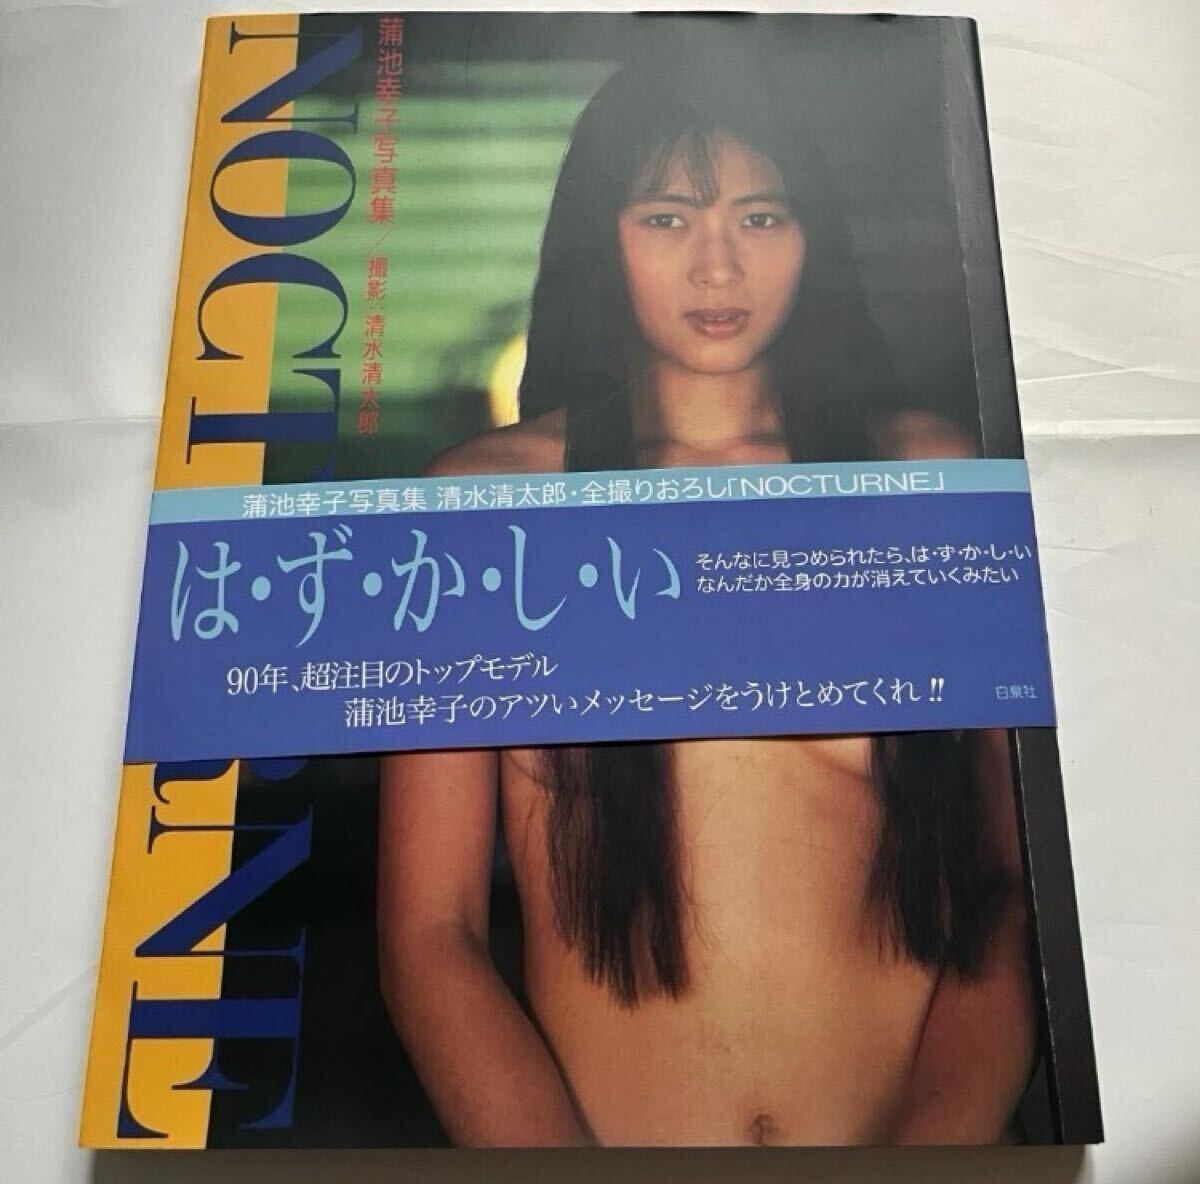 NOCTURNE
蒲池幸子写真集／撮影:清水清太郎
蒲池幸子写真集 清水清太郎・全撮りおろし「NOCTURNE」
は・ず・か・し・い
そんなに見つめられたら、は・ず・か・し・い
なんだか全身の力が消えていくみたい
90年、超注目のトップモデル
蒲池幸子のアツいメッセージをうけとめてくれ!!
白泉社